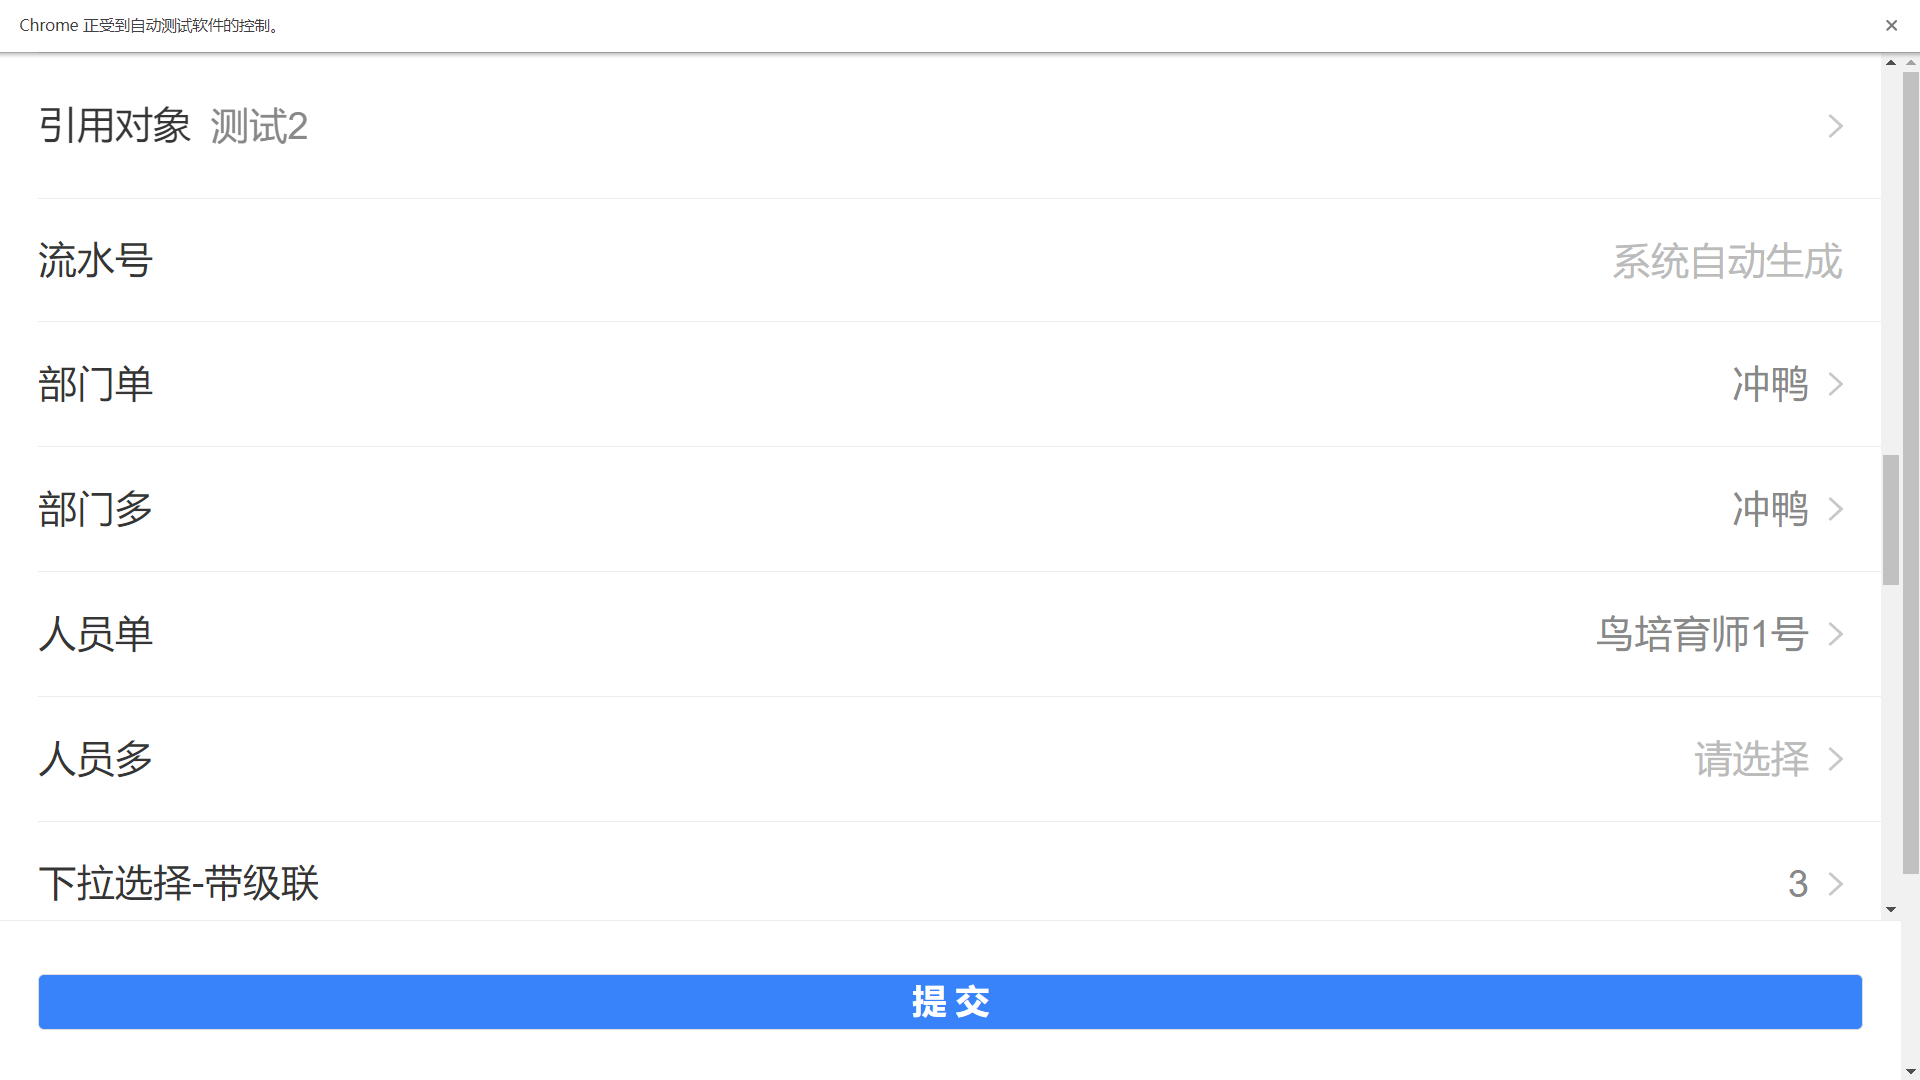 Chrome 正受到自动测试软件的控制。
引用对象 测试2
流水号 系统自动生成
部门单 冲鸭
部门多 冲鸭
人员单 鸟培育师1号
人员多 请选择
下拉选择-带级联 3
提 交